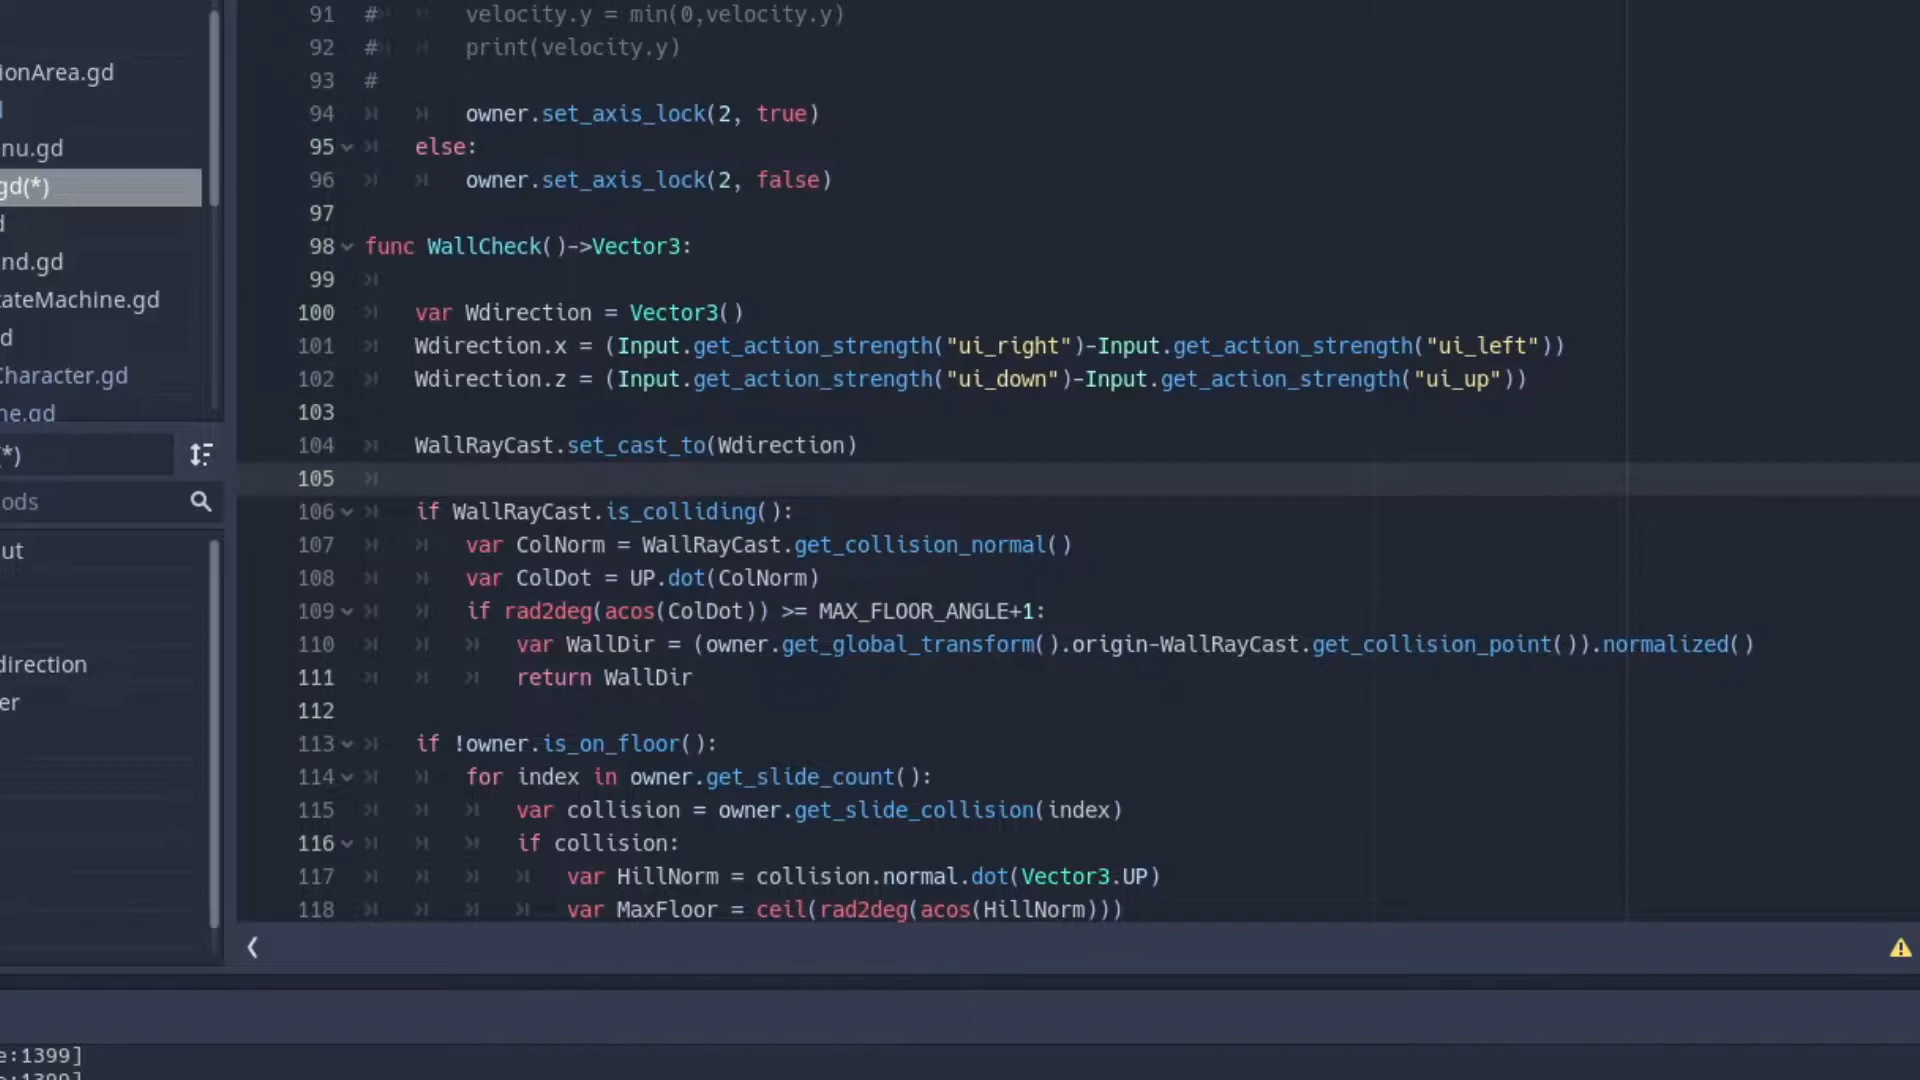 ionArea.gd
nu.gd
gd(*)
d
nd.gd
tateMachine.gd
d
Character.gd
ne.gd
(*)
ods
ut
direction
er
91 # velocity.y = min(0,velocity.y)
92 # print(velocity.y)
93 #
94 owner.set_axis_lock(2, true)
95 else:
96 owner.set_axis_lock(2, false)
97
98 func WallCheck()->Vector3:
99
100 var Wdirection = Vector3()
101 Wdirection.x = (Input.get_action_strength("ui_right")-Input.get_action_strength("ui_left"))
102 Wdirection.z = (Input.get_action_strength("ui_down")-Input.get_action_strength("ui_up"))
103
104 WallRayCast.set_cast_to(Wdirection)
105
106 if WallRayCast.is_colliding():
107 var ColNorm = WallRayCast.get_collision_normal()
108 var ColDot = UP.dot(ColNorm)
109 if rad2deg(acos(ColDot)) >= MAX_FLOOR_ANGLE+1:
110 var WallDir = (owner.get_global_transform().origin-WallRayCast.get_collision_point()).normalized()
111 return WallDir
112
113 if !owner.is_on_floor():
114 for index in owner.get_slide_count():
115 var collision = owner.get_slide_collision(index)
116 if collision:
117 var HillNorm = collision.normal.dot(Vector3.UP)
118 var MaxFloor = ceil(rad2deg(acos(HillNorm)))
e:1399]
e:1399]